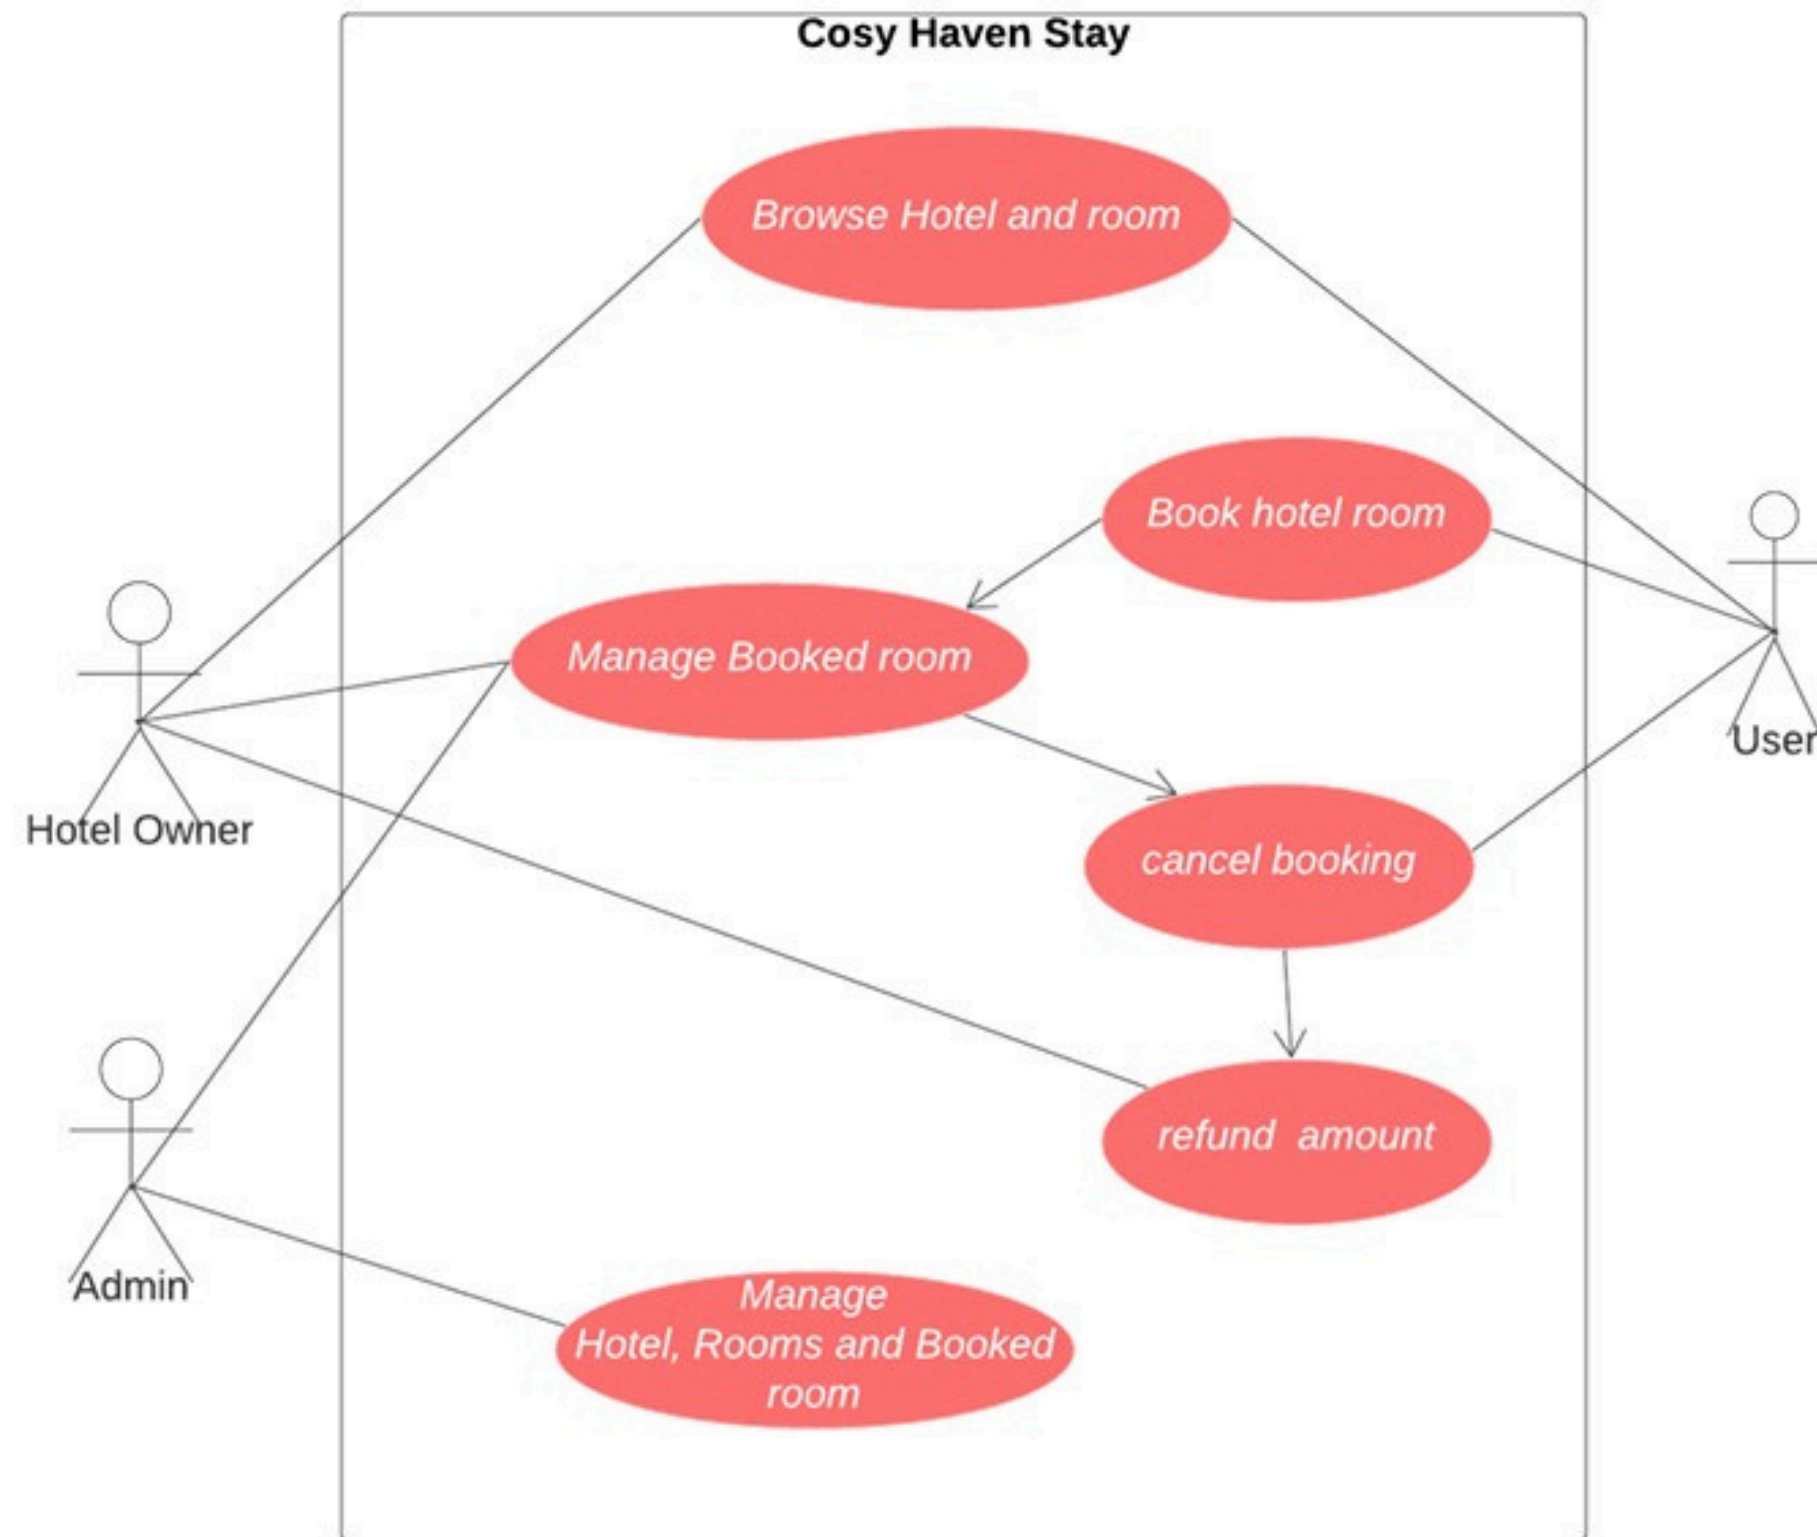 Cosy Haven Stay
Browse Hotel and room
Book hotel room
Manage Booked room
User
Hotel Owner
cancel booking
refund amount
Admin
Manage
Hotel, Rooms and Booked
room